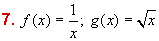 7. f(x) = 1/x; g(x) = √x